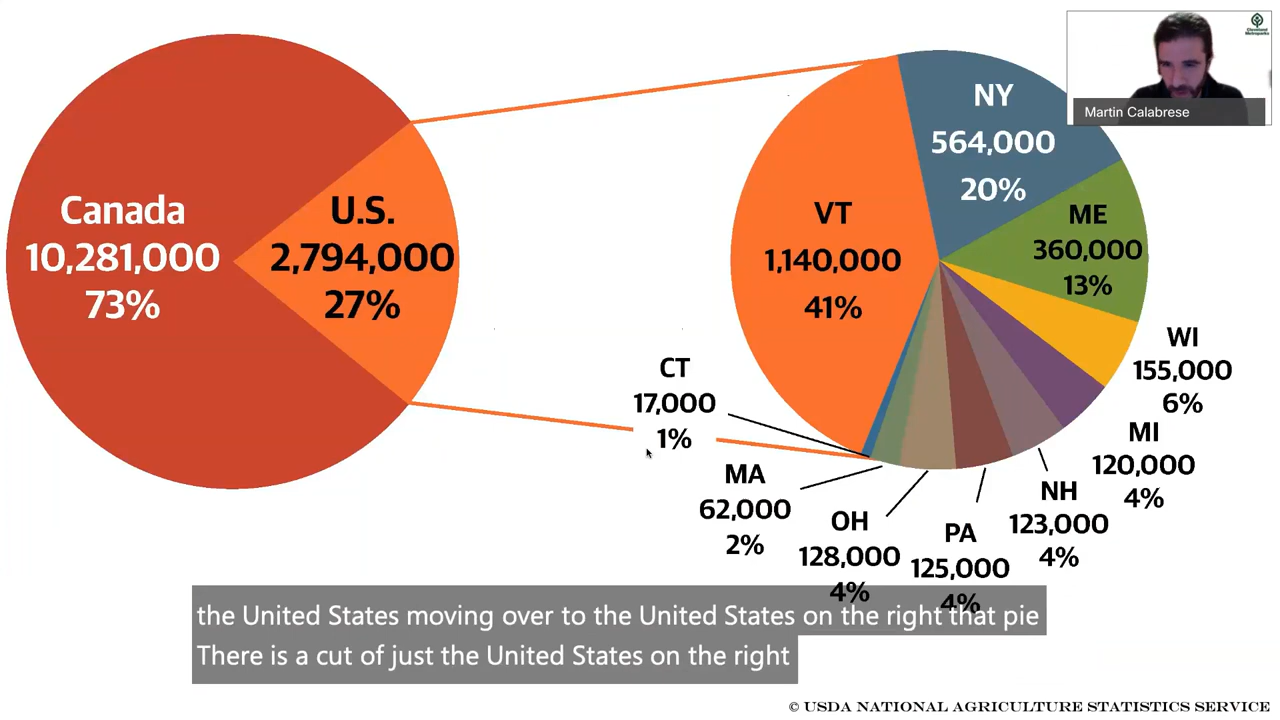 Canada
10,281,000
73%
U.S.
2,794,000
27%
VT
1,140,000
41%
NY
564,000
20%
ME
360,000
13%
WI
155,000
6%
MI
120,000
4%
NH
123,000
4%
PA
125,000
4%
OH
128,000
4%
MA
62,000
2%
CT
17,000
1%
Cleveland
Metroparks
Martin Calabrese
the United States moving over to the United States on the right that pie
There is a cut of just the United States on the right
© USDA NATIONAL AGRICULTURE STATISTICS SERVICE